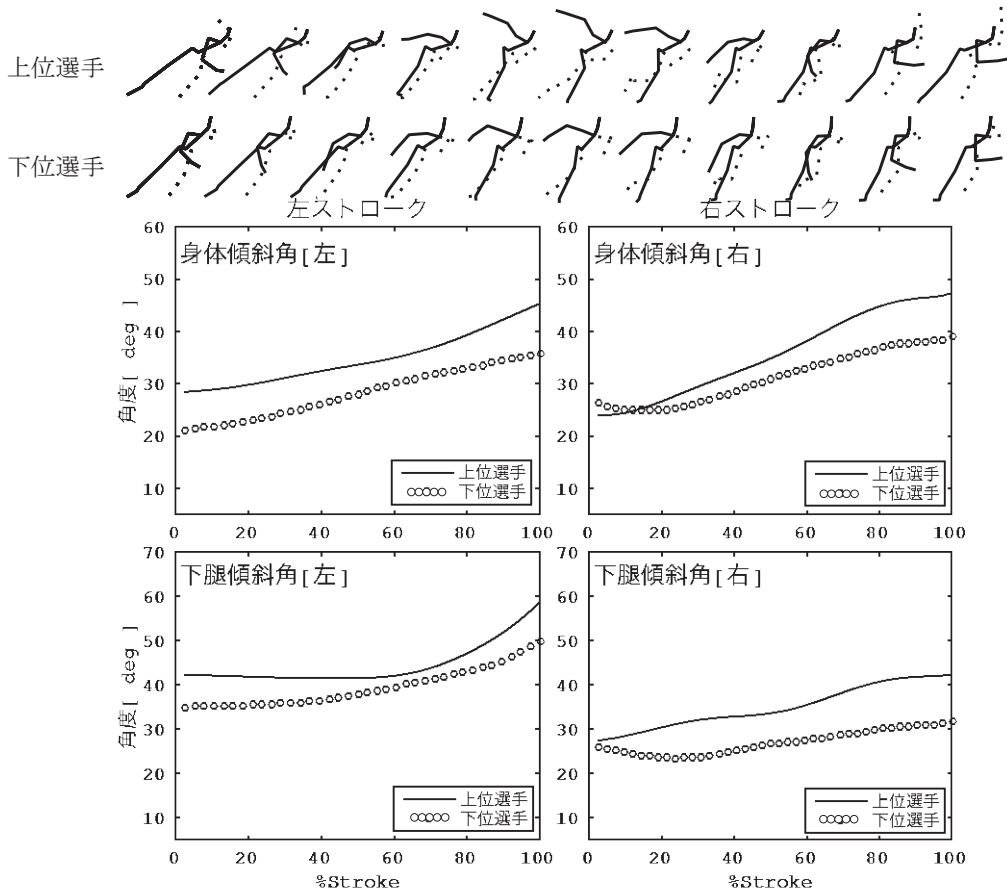 上位選手
下位選手
左ストローク 右ストローク
身体傾斜角[左]
60
50
40
30
20
10
角度[ deg ]
上位選手
下位選手
0 20 40 60 80 100
身体傾斜角[右]
60
50
40
30
20
10
上位選手
下位選手
0 20 40 60 80 100
下腿傾斜角[左]
70
60
50
40
30
20
10
角度[ deg ]
上位選手
下位選手
0 20 40 60 80 100
%Stroke
下腿傾斜角[右]
70
60
50
40
30
20
10
上位選手
下位選手
0 20 40 60 80 100
%Stroke